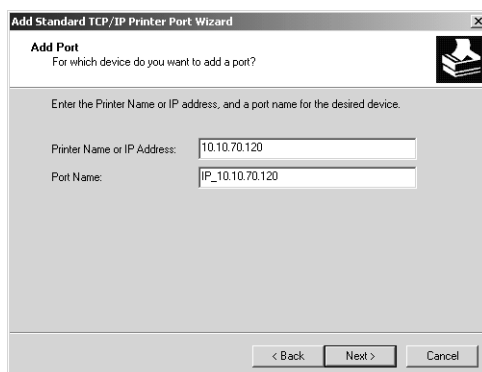 Add Standard TCP/IP Printer Port Wizard
Add Port
For which device do you want to add a port?
Enter the Printer Name or IP address, and a port name for the desired device.
Printer Name or IP Address: 10.10.70.120
Port Name: IP_10.10.70.120
< Back Next > Cancel